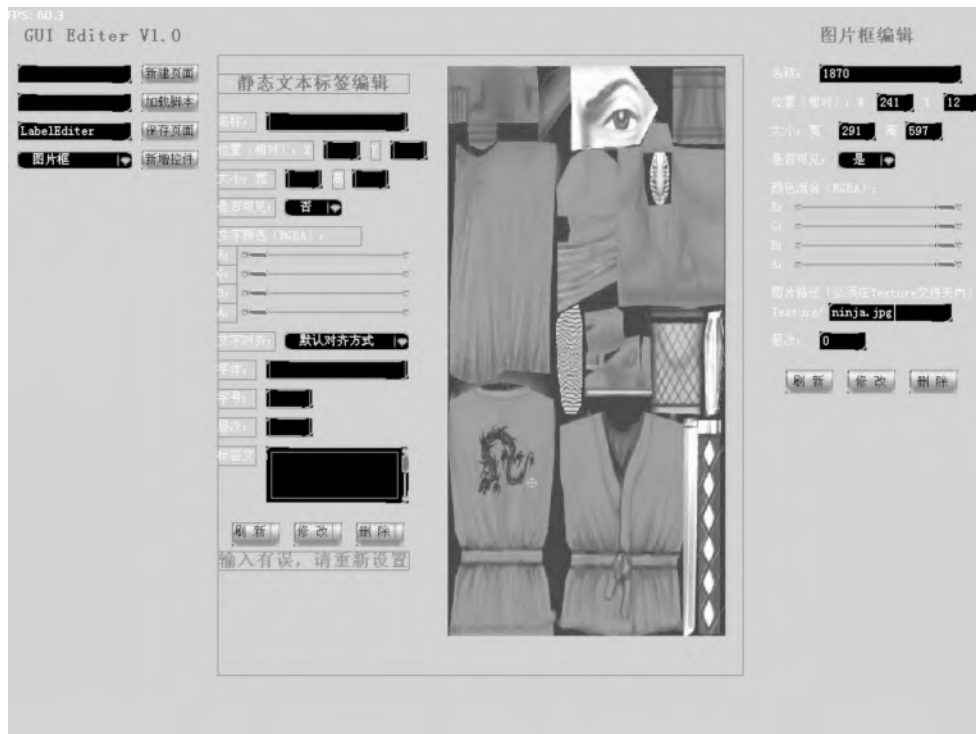 FPS: 60.3
GUI Editer V1.0
新建页面
加载脚本
LabelEditer 保存页面
图片框 新增控件
静态文本标签编辑
名称:
位置(相对):X Y
大小:宽 高
是否可见: 否
文字颜色(RGBA):
R:
G:
B:
A:
文字对齐: 默认对齐方式
字体:
字号:
层次:
标签文
刷 新 修 改 删 除
输入有误,请重新设置
图片框编辑
名称: 1870
位置(相对):X 241 Y 12
大小:宽 291 高 597
是否可见: 是
颜色混合(RGBA):
R:
G:
B:
A:
图片路径(必须在Texture文件夹内)
Texture/ ninja.jpg
层次: 0
刷 新 修 改 删 除